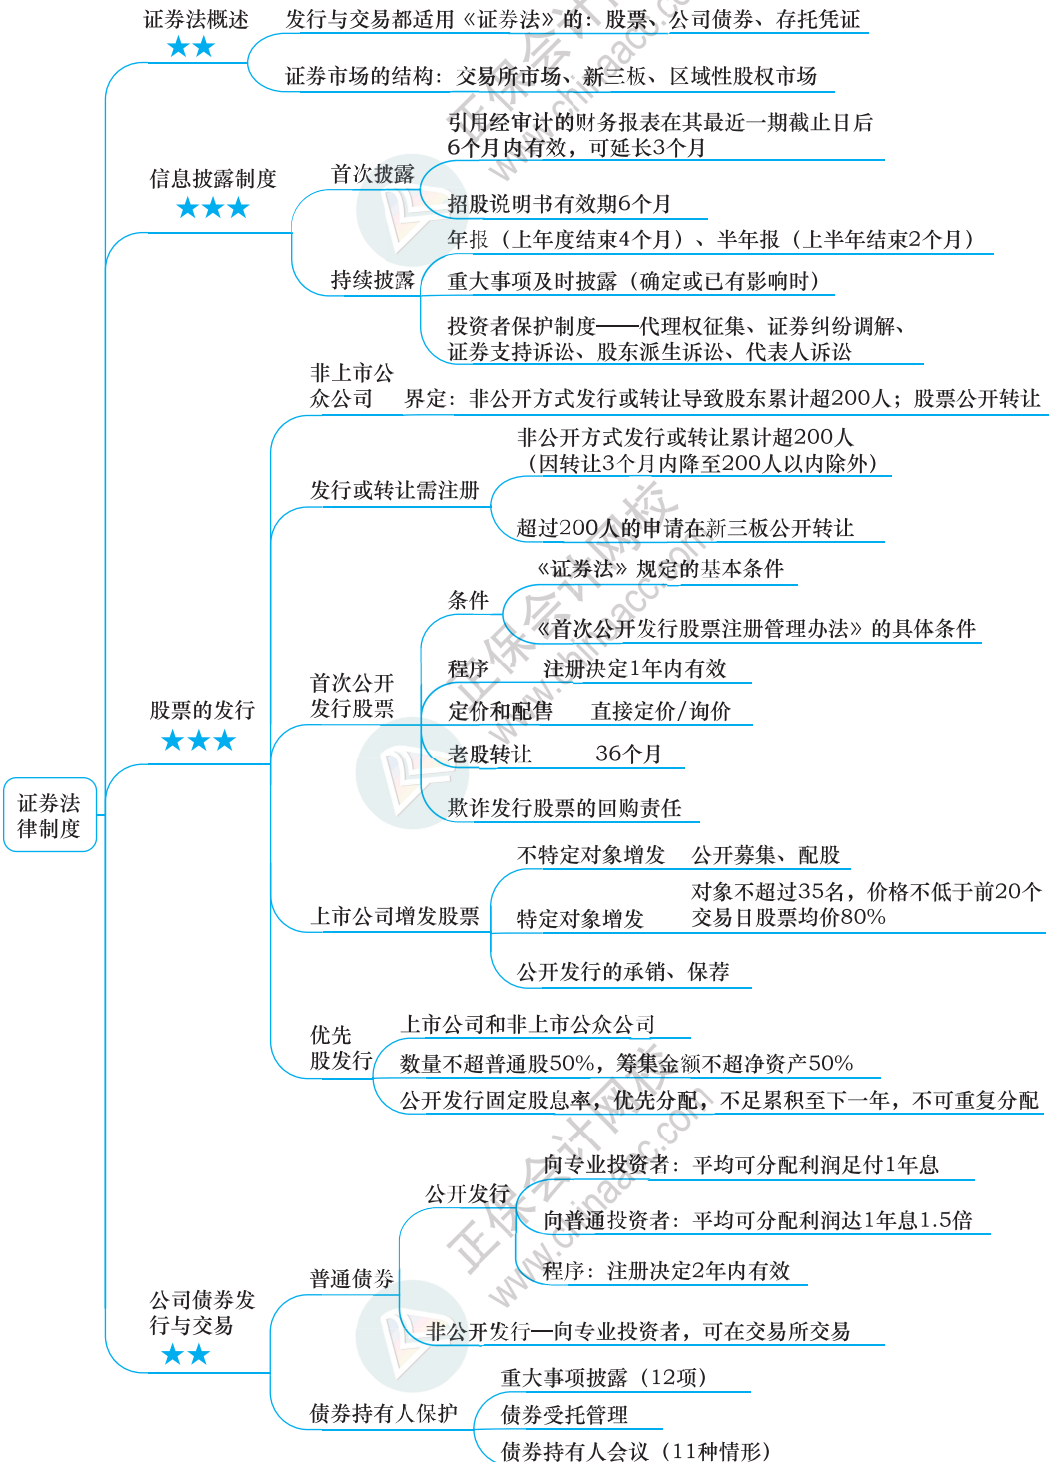 证券法概述
★★
发行与交易都适用《证券法》的：股票、公司债券、存托凭证
证券市场的结构：交易所市场、新三板、区域性股权市场
信息披露制度
★★★
首次披露
引用经审计的财务报表在其最近一期截止日后
6个月内有效，可延长3个月
招股说明书有效期6个月
持续披露
年报（上年度结束4个月）、半年报（上半年结束2个月）
重大事项及时披露（确定或已有影响时）
投资者保护制度——代理权征集、证券纠纷调解、
证券支持诉讼、股东派生诉讼、代表人诉讼
证券法
律制度
股票的发行
★★★
非上市公
众公司
界定：非公开方式发行或转让导致股东累计超200人；股票公开转让
发行或转让需注册
非公开方式发行或转让累计超200人
（因转让3个月内降至200人以内除外）
超过200人的申请在新三板公开转让
首次公开
发行股票
条件
《证券法》规定的基本条件
《首次公开发行股票注册管理办法》的具体条件
程序 注册决定1年内有效
定价和配售 直接定价/询价
老股转让 36个月
欺诈发行股票的回购责任
上市公司增发股票
不特定对象增发 公开募集、配股
特定对象增发
对象不超过35名，价格不低于前20个
交易日股票均价80%
公开发行的承销、保荐
优先
股发行
上市公司和非上市公众公司
数量不超普通股50%，筹集金额不超净资产50%
公开发行固定股息率，优先分配，不足累积至下一年，不可重复分配
公司债券发
行与交易
★★
普通债券
公开发行
向专业投资者：平均可分配利润足付1年息
向普通投资者：平均可分配利润达1年息1.5倍
程序：注册决定2年内有效
非公开发行—向专业投资者，可在交易所交易
债券持有人保护
重大事项披露（12项）
债券受托管理
债券持有人会议（11种情形）
正保会计网校
www.chinaacc.com
正保会计网校
www.chinaacc.com
正保会计网校
www.chinaacc.com